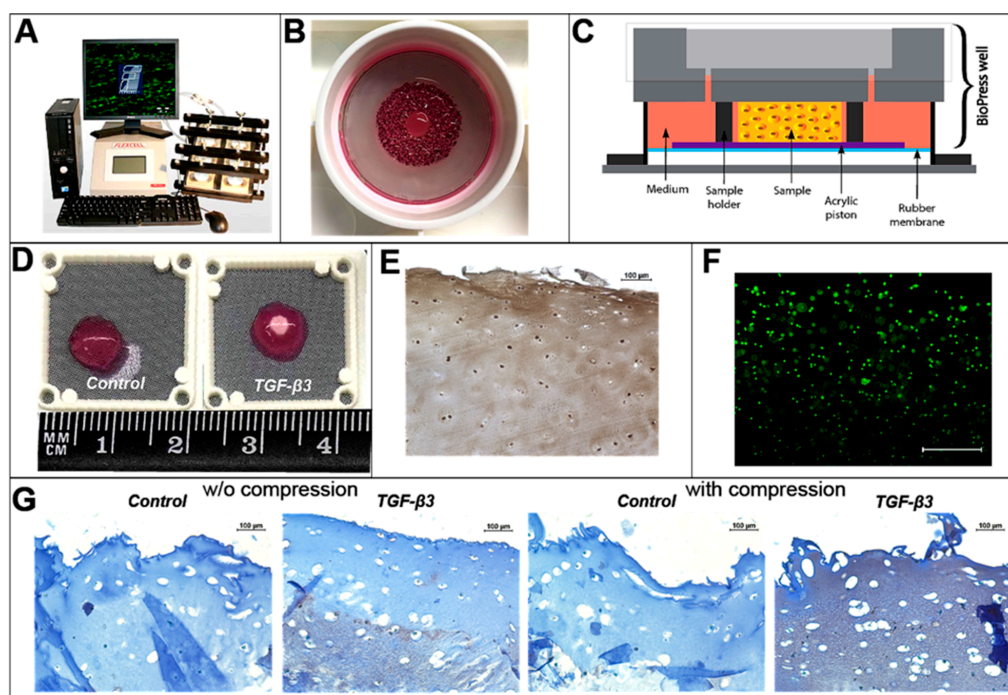 A
FLEXCELL
B
C
BioPress well
Medium
Sample
holder
Sample
Acrylic
piston
Rubber
membrane
D
Control
TGF-β3
MM
CM
1 2 3 4
E
100 µm
F
G
w/o compression
with compression
Control
TGF-β3
Control
TGF-β3
100 µm
100 µm
100 µm
100 µm